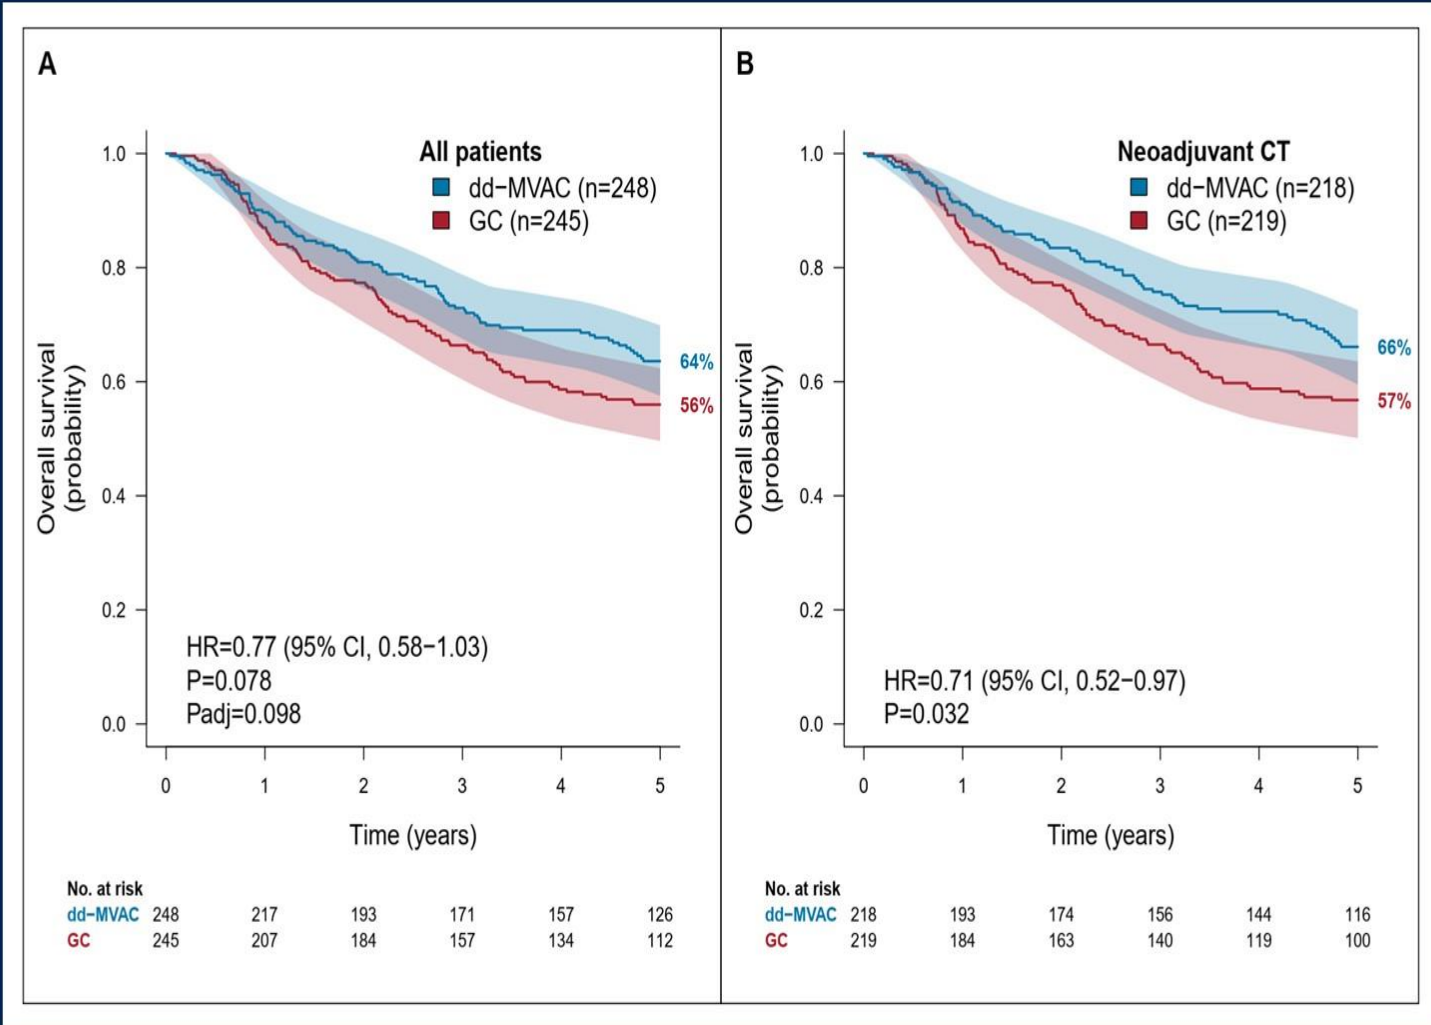 A
All patients
dd−MVAC (n=248)
GC (n=245)
1.0
0.8
0.6
0.4
0.2
0.0
Overall survival
(probability)
64%
56%
HR=0.77 (95% CI, 0.58−1.03)
P=0.078
Padj=0.098
0 1 2 3 4 5
Time (years)
No. at risk
dd−MVAC 248 217 193 171 157 126
GC 245 207 184 157 134 112
B
Neoadjuvant CT
dd−MVAC (n=218)
GC (n=219)
1.0
0.8
0.6
0.4
0.2
0.0
Overall survival
(probability)
66%
57%
HR=0.71 (95% CI, 0.52−0.97)
P=0.032
0 1 2 3 4 5
Time (years)
No. at risk
dd−MVAC 218 193 174 156 144 116
GC 219 184 163 140 119 100